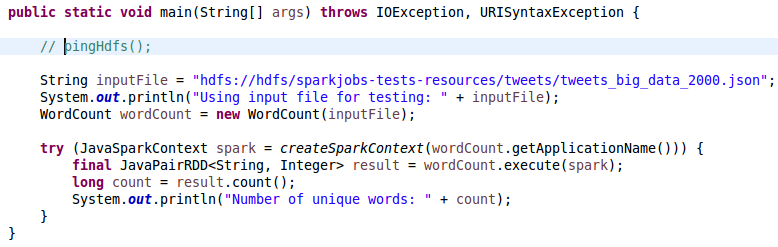 public static void main(String[] args) throws IOException, URISyntaxException {
// pingHdfs();
String inputFile = "hdfs://hdfs/sparkjobs-tests-resources/tweets/tweets_big_data_2000.json";
System.out.println("Using input file for testing: " + inputFile);
WordCount wordCount = new WordCount(inputFile);
try (JavaSparkContext spark = createSparkContext(wordCount.getApplicationName())) {
final JavaPairRDD<String, Integer> result = wordCount.execute(spark);
long count = result.count();
System.out.println("Number of unique words: " + count);
}
}